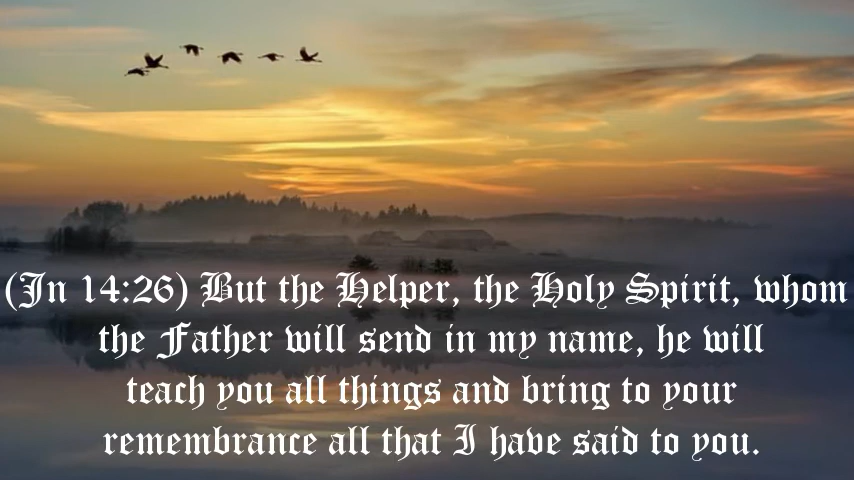 (Jn 14:26) But the Helper, the Holy Spirit, whom
the Father will send in my name, he will
teach you all things and bring to your
remembrance all that I have said to you.